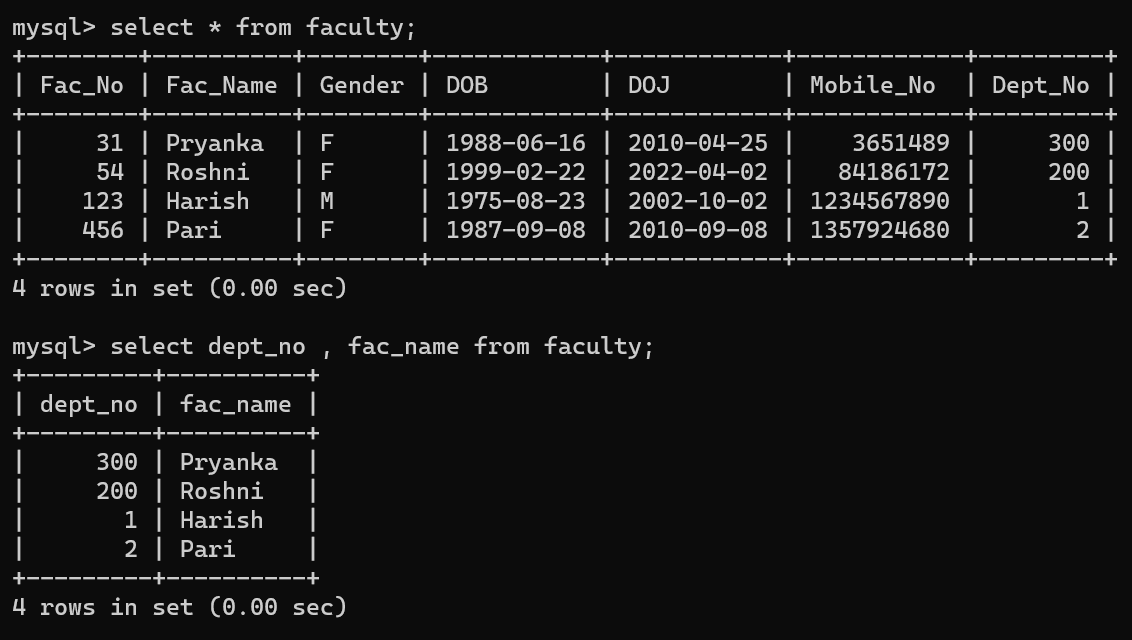 mysql> select * from faculty;
+--------+----------+--------+------------+------------+------------+---------+
| Fac_No | Fac_Name | Gender | DOB        | DOJ        | Mobile_No  | Dept_No |
+--------+----------+--------+------------+------------+------------+---------+
|     31 | Pryanka  | F      | 1988-06-16 | 2010-04-25 |    3651489 |     300 |
|     54 | Roshni   | F      | 1999-02-22 | 2022-04-02 |   84186172 |     200 |
|    123 | Harish   | M      | 1975-08-23 | 2002-10-02 | 1234567890 |       1 |
|    456 | Pari     | F      | 1987-09-08 | 2010-09-08 | 1357924680 |       2 |
+--------+----------+--------+------------+------------+------------+---------+
4 rows in set (0.00 sec)

mysql> select dept_no , fac_name from faculty;
+---------+----------+
| dept_no | fac_name |
+---------+----------+
|     300 | Pryanka  |
|     200 | Roshni   |
|       1 | Harish   |
|       2 | Pari     |
+---------+----------+
4 rows in set (0.00 sec)